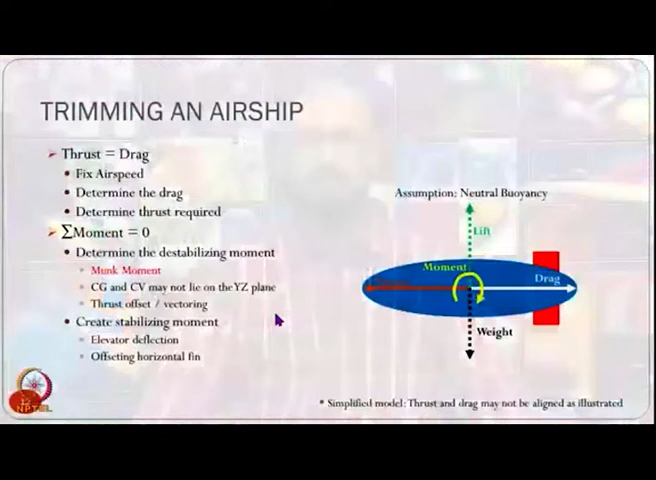 TRIMMING AN AIRSHIP
Thrust = Drag
Fix Airspeed
Determine the drag
Determine thrust required
∑Moment = 0
Determine the destabilizing moment
Munk Moment
CG and CV may not lie on the YZ plane
Thrust offset / vectoring
Create stabilizing moment
Elevator deflection
Offseting horizontal fin
Assumption: Neutral Buoyancy
Lift
Moment
Drag
Weight
* Simplified model: Thrust and drag may not be aligned as illustrated
12
NPTEL